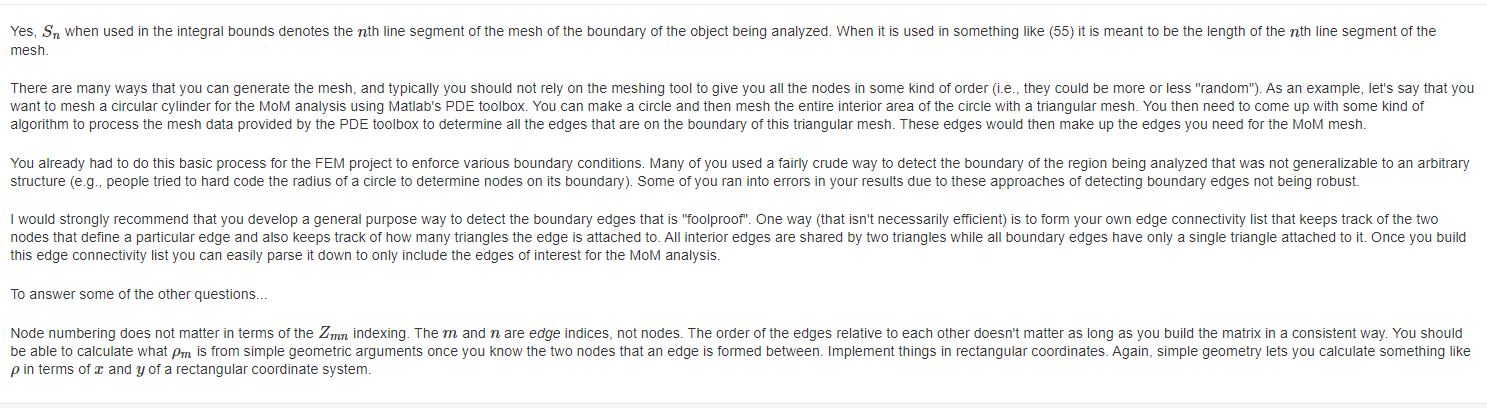 Yes, Sn when used in the integral bounds denotes the nth line segment of the mesh of the boundary of the object being analyzed. When it is used in something like (55) it is meant to be the length of the nth line segment of the
mesh.
There are many ways that you can generate the mesh, and typically you should not rely on the meshing tool to give you all the nodes in some kind of order (i.e., they could be more or less "random"). As an example, let's say that you
want to mesh a circular cylinder for the MoM analysis using Matlab's PDE toolbox. You can make a circle and then mesh the entire interior area of the circle with a triangular mesh. You then need to come up with some kind of
algorithm to process the mesh data provided by the PDE toolbox to determine all the edges that are on the boundary of this triangular mesh. These edges would then make up the edges you need for the MoM mesh.
You already had to do this basic process for the FEM project to enforce various boundary conditions. Many of you used a fairly crude way to detect the boundary of the region being analyzed that was not generalizable to an arbitrary
structure (e.g., people tried to hard code the radius of a circle to determine nodes on its boundary). Some of you ran into errors in your results due to these approaches of detecting boundary edges not being robust.
I would strongly recommend that you develop a general purpose way to detect the boundary edges that is "foolproof". One way (that isn't necessarily efficient) is to form your own edge connectivity list that keeps track of the two
nodes that define a particular edge and also keeps track of how many triangles the edge is attached to. All interior edges are shared by two triangles while all boundary edges have only a single triangle attached to it. Once you build
this edge connectivity list you can easily parse it down to only include the edges of interest for the MoM analysis.
To answer some of the other questions...
Node numbering does not matter in terms of the Zmn indexing. The m and n are edge indices, not nodes. The order of the edges relative to each other doesn't matter as long as you build the matrix in a consistent way. You should
be able to calculate what ρm is from simple geometric arguments once you know the two nodes that an edge is formed between. Implement things in rectangular coordinates. Again, simple geometry lets you calculate something like
ρ in terms of x and y of a rectangular coordinate system.